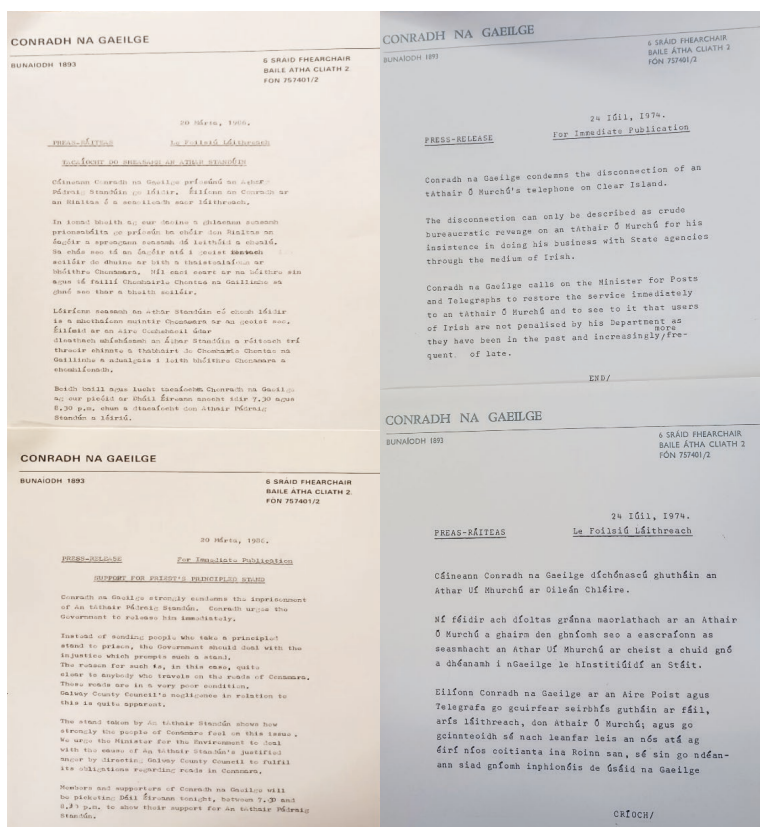 CONRADH NA GAEILGE
BUNAÍODH 1893
6 SRÁID FHEARCHAIR
BAILE ÁTHA CLIATH 2
FÓN 757401/2
20 Márta, 1986.
PREAS-RÁITEAS
Le Foilsiú Láithreach
TACAÍOCHT DO SHEASAMH AN ATHAR STANDÚIN
Cáineann Conradh na Gaeilge príosúnú an Athar
Pádraig Standún go láidir. Éilíonn an Conradh ar
an Rialtas é a scaoileadh saor láithreach.
In ionad bheith ag cur daoine a ghlacann seasamh
prionsabálta go príosún ba chóir don Rialtas an
éagóir a spreagann seasamh dá leithéid a cheartú.
Sa chás seo tá an éagóir atá i gceist
soiléir do dhuine ar bith a thaistealaíonn ar
bhóithre Chonamara. Níl caoi ceart ar na bóithre sin
agus tá faillí Chomhairle Chontae na Gaillimhe sa
ghnó seo thar a bheith soiléir.
Léiríonn seasamh an Athar Standún cé chomh láidir
is a mhothaíonn muintir Chonamara ar an gceist seo.
Éilímid ar an Aire Comhshaoil údar
dleathach mhíshásaimh an Athar Standún a réiteach trí
threoir chinnte a thabhairt do Chomhairle Chontae na
Gaillimhe a dualgais i leith bhóithre Chonamara a
chomhlíonadh.
Beidh baill agus lucht tacaíochta Chonradh na Gaeilge
ag cur picéid ar Dháil Éireann anocht idir 7.30 agus
8.30 p.m. chun a dtacaíocht don Athair Pádraig
Standún a léiriú.
CONRADH NA GAEILGE
BUNAÍODH 1893
6 SRÁID FHEARCHAIR
BAILE ÁTHA CLIATH 2
FÓN 757401/2
24 Iúil, I974.
PRESS-RELEASE
For Immediate Publication
Conradh na Gaeilge condemns the disconnection of an
tAthair Ó Murchú's telephone on Clear Island.
The disconnection can only be described as crude
bureaucratic revenge on an tAthair Ó Murchú for his
insistence in doing his business with State agencies
through the medium of Irish.
Conradh na Gaeilge calls on the Minister for Posts
and Telegraphs to restore the service immediately
to an tAthair Ó Murchú and to see to it that users
of Irish are not penalised by his Department as
they have been in the past and increasingly/more fre-
quent. of late.
END/
CONRADH NA GAEILGE
BUNAÍODH 1893
6 SRÁID FHEARCHAIR
BAILE ÁTHA CLIATH 2.
FÓN 757401/2
20 Márta, 1986.
PRESS-RELEASE
For Immediate Publication
SUPPORT FOR PRIEST'S PRINCIPLED STAND
Conradh na Gaeilge strongly condemns the imprisonment
of An tAthair Pádraig Standún. Conradh urges the
Government to release him immediately.
Instead of sending people who take a principled
stand to prison, the Government should deal with the
injustice which prompts such a stand.
The reason for such is, in this case, quite
clear to anybody who travels on the roads of Conamara.
These roads are in a very poor condition.
Galway County Council's negligence in relation to
this is quite apparent.
The stand taken by An tAthair Standún shows how
strongly the people of Conamara feel on this issue.
We urge the Minister for the Environment to deal
with the cause of An tAthair Standún's justified
anger by directing Galway County Council to fulfil
its obligations regarding roads in Conamara.
Members and supporters of Conradh na Gaeilge will
be picketing Dáil Éireann tonight, between 7.30 and
p.m. to show their support for An tAthair Pádraig
Standún.
CONRADH NA GAEILGE
BUNAÍODH 1893
6 SRÁID FHEARCHAIR
BAILE ÁTHA CLIATH 2
FÓN 757401/2
24 IÚIL, I974.
PREAS-RÁITEAS
Le Foilsiú Láithreach
Cáineann Conradh na Gaeilge díchónascú ghutháin an
Athar Uí Mhurchú ar Oileán Chléire.
Ní féidir ach díoltas gránna maorlathach ar an Athair
Ó Murchú a ghairm den ghníomh seo a eascraíonn as
seasmhacht an Athar Uí Mhurchú ar cheist a chuid gnó
a dhéanamh i nGaeilge le hInstitiúidí an Stáit.
Eilíonn Conradh na Gaeilge ar an Aire Poist agus
Telegrafa go gcuirfear seirbhís gutháin ar fáil,
arís láithreach, don Athair Ó Murchú; agus go
gcinnteoidh sé nach leanfar leis an nós atá ag
éirí níos coitianta ina Roinn san, sé sin go ndéan-
ann siad gníomh inphionóis de úsáid na Gaeilge
CRÍOCH/